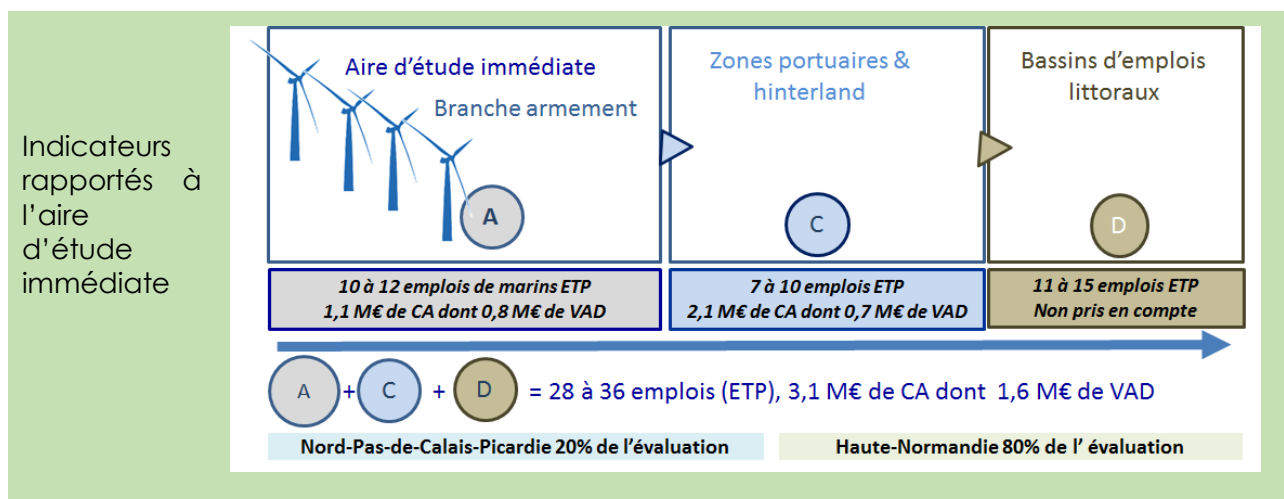 Indicateurs
rapportés à
l'aire
d'étude
immédiate
Aire d'étude immédiate
Branche armement
A
10 à 12 emplois de marins ETP
1,1 M€ de CA dont 0,8 M€ de VAD
Zones portuaires &
hinterland
C
7 à 10 emplois ETP
2,1 M€ de CA dont 0,7 M€ de VAD
Bassins d'emplois
littoraux
D
11 à 15 emplois ETP
Non pris en compte
A + C + D = 28 à 36 emplois (ETP), 3,1 M€ de CA dont 1,6 M€ de VAD
Nord-Pas-de-Calais-Picardie 20% de l'évaluation
Haute-Normandie 80% de l' évaluation